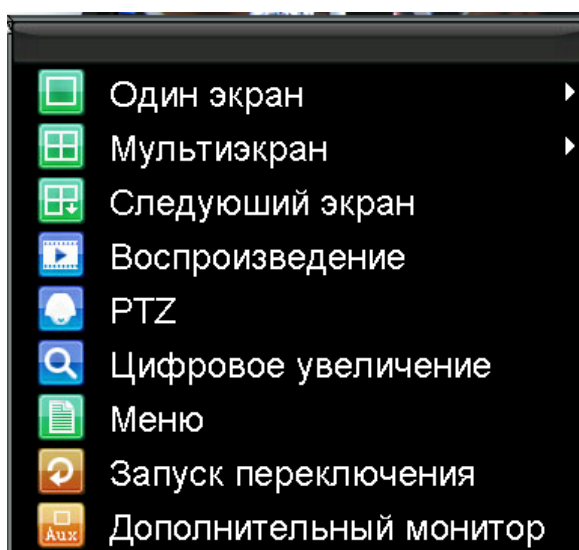 Один экран
Мультиэкран
Следуюший экран
Воспроизведение
PTZ
Цифровое увеличение
Меню
Запуск переключения
Aux Дополнительный монитор